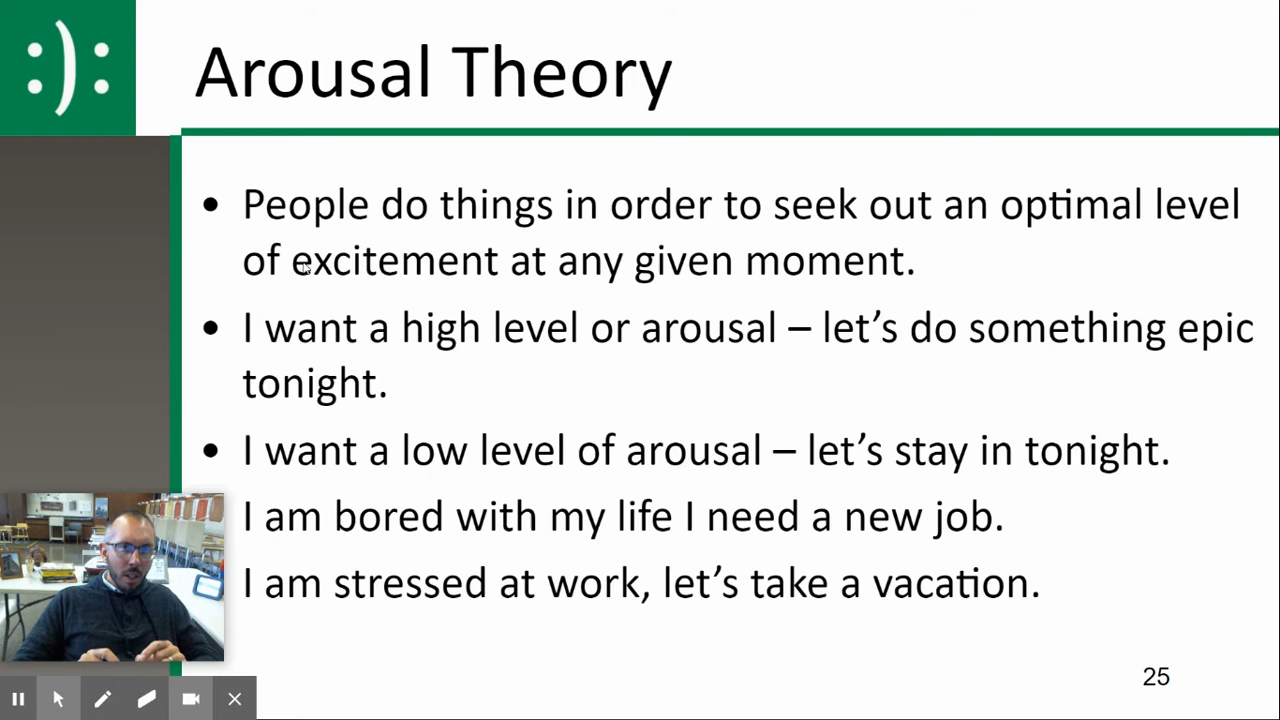 :):
Arousal Theory
• People do things in order to seek out an optimal level
of excitement at any given moment.
• I want a high level or arousal – let’s do something epic
tonight.
• I want a low level of arousal – let’s stay in tonight.
I am bored with my life I need a new job.
I am stressed at work, let’s take a vacation.
25